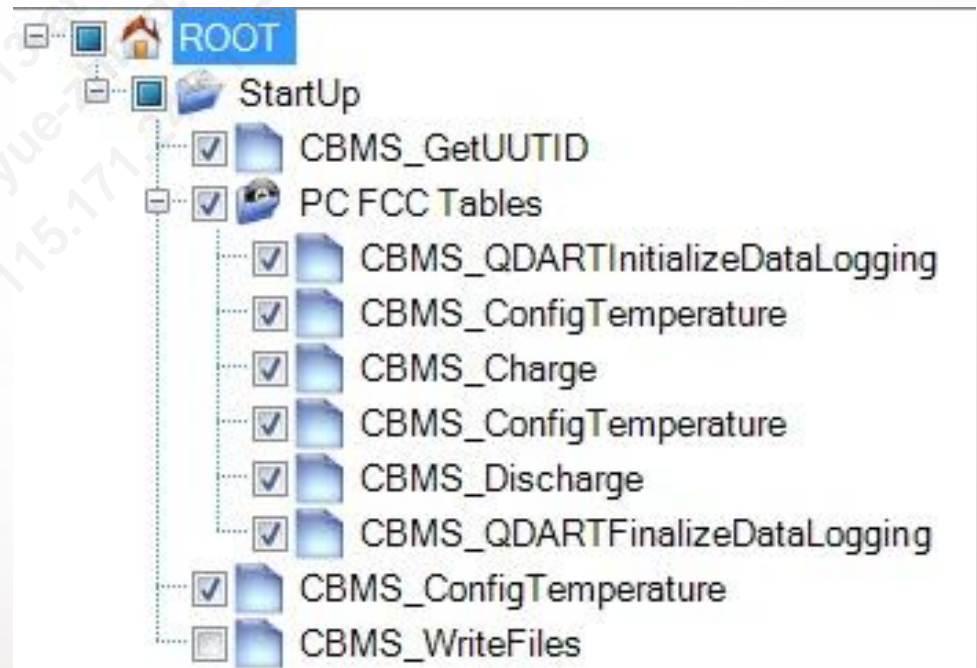 ROOT
StartUp
CBMS_GetUUTID
PC FCC Tables
CBMS_QDARTInitializeDataLogging
CBMS_ConfigTemperature
CBMS_Charge
CBMS_ConfigTemperature
CBMS_Discharge
CBMS_QDARTFinalizeDataLogging
CBMS_ConfigTemperature
CBMS_WriteFiles